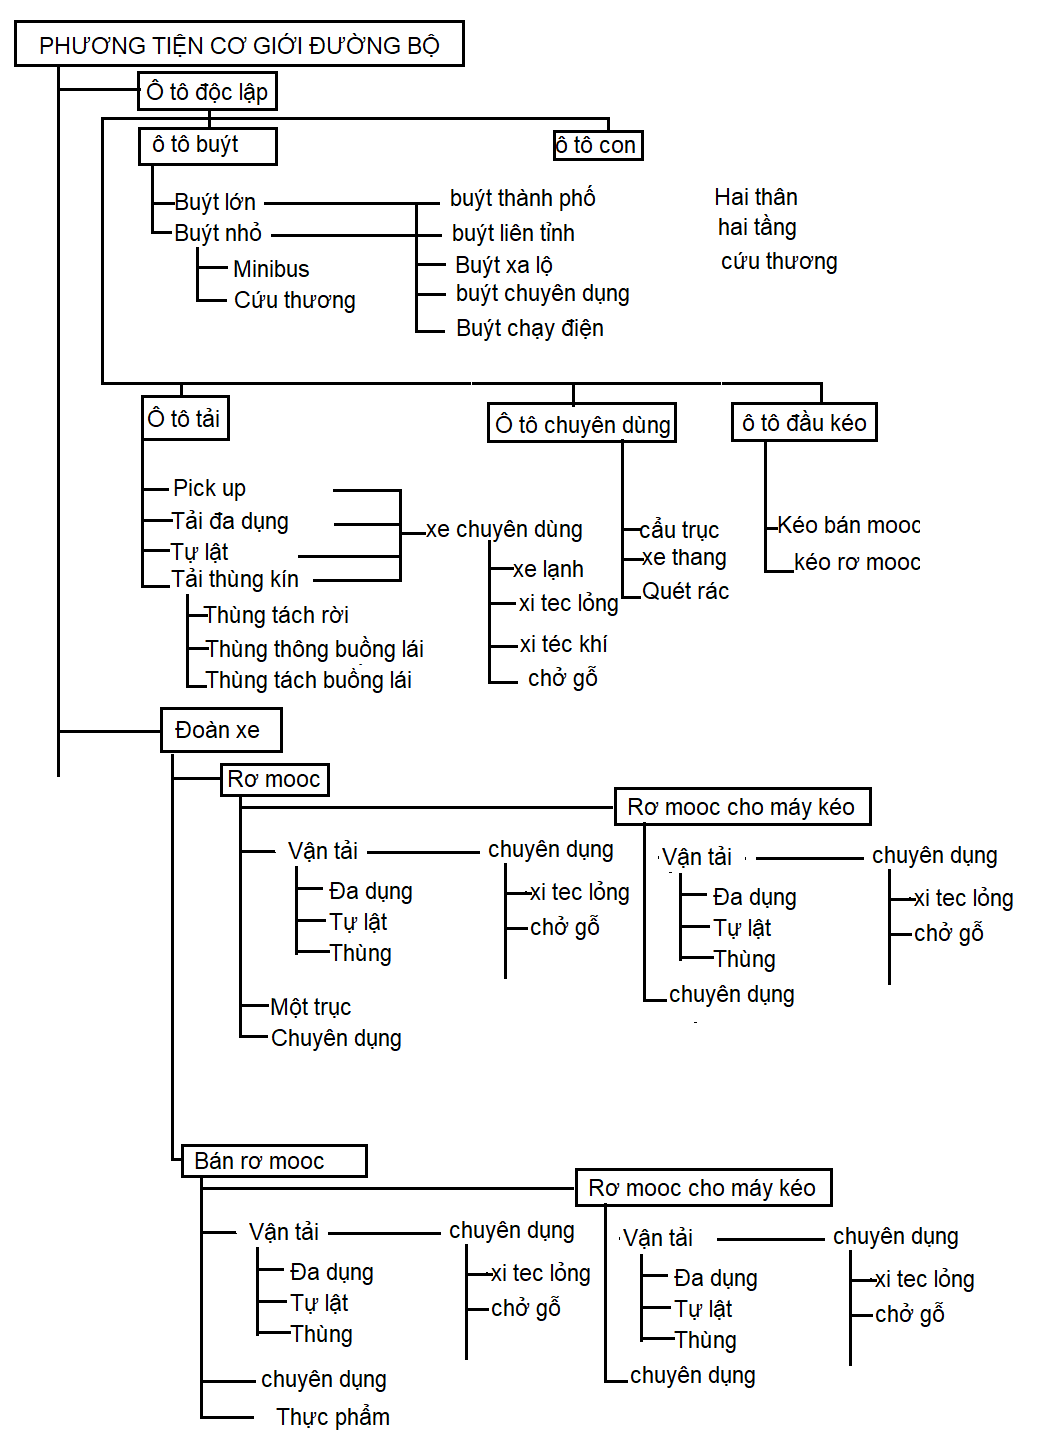 PHƯƠNG TIỆN CƠ GIỚI ĐƯỜNG BỘ
Ô tô độc lập
ô tô buýt
ô tô con
Buýt lớn
buýt thành phố
Hai thân
Buýt nhỏ
buýt liên tỉnh
hai tầng
Minibus
Buýt xa lộ
cứu thương
Cứu thương
buýt chuyên dụng
Buýt chạy điện
Ô tô tải
Ô tô chuyên dùng
ô tô đầu kéo
Pick up
Tải đa dụng
Tự lật
Tải thùng kín
xe chuyên dùng
cẩu trục
Kéo bán mooc
xe lạnh
xe thang
kéo rơ mooc
Thùng tách rời
xi tec lỏng
Quét rác
Thùng thông buồng lái
xi téc khí
Thùng tách buồng lái
chở gỗ
Đoàn xe
Rơ mooc
Rơ mooc cho máy kéo
Vận tải
chuyên dụng
Vận tải
chuyên dụng
Đa dụng
xi tec lỏng
Đa dụng
xi tec lỏng
Tự lật
chở gỗ
Tự lật
chở gỗ
Thùng
Thùng
Một trục
chuyên dụng
Chuyên dụng
Bán rơ mooc
Rơ mooc cho máy kéo
Vận tải
chuyên dụng
Vận tải
chuyên dụng
Đa dụng
xi tec lỏng
Đa dụng
xi tec lỏng
Tự lật
chở gỗ
Tự lật
chở gỗ
Thùng
Thùng
chuyên dụng
chuyên dụng
Thực phẩm